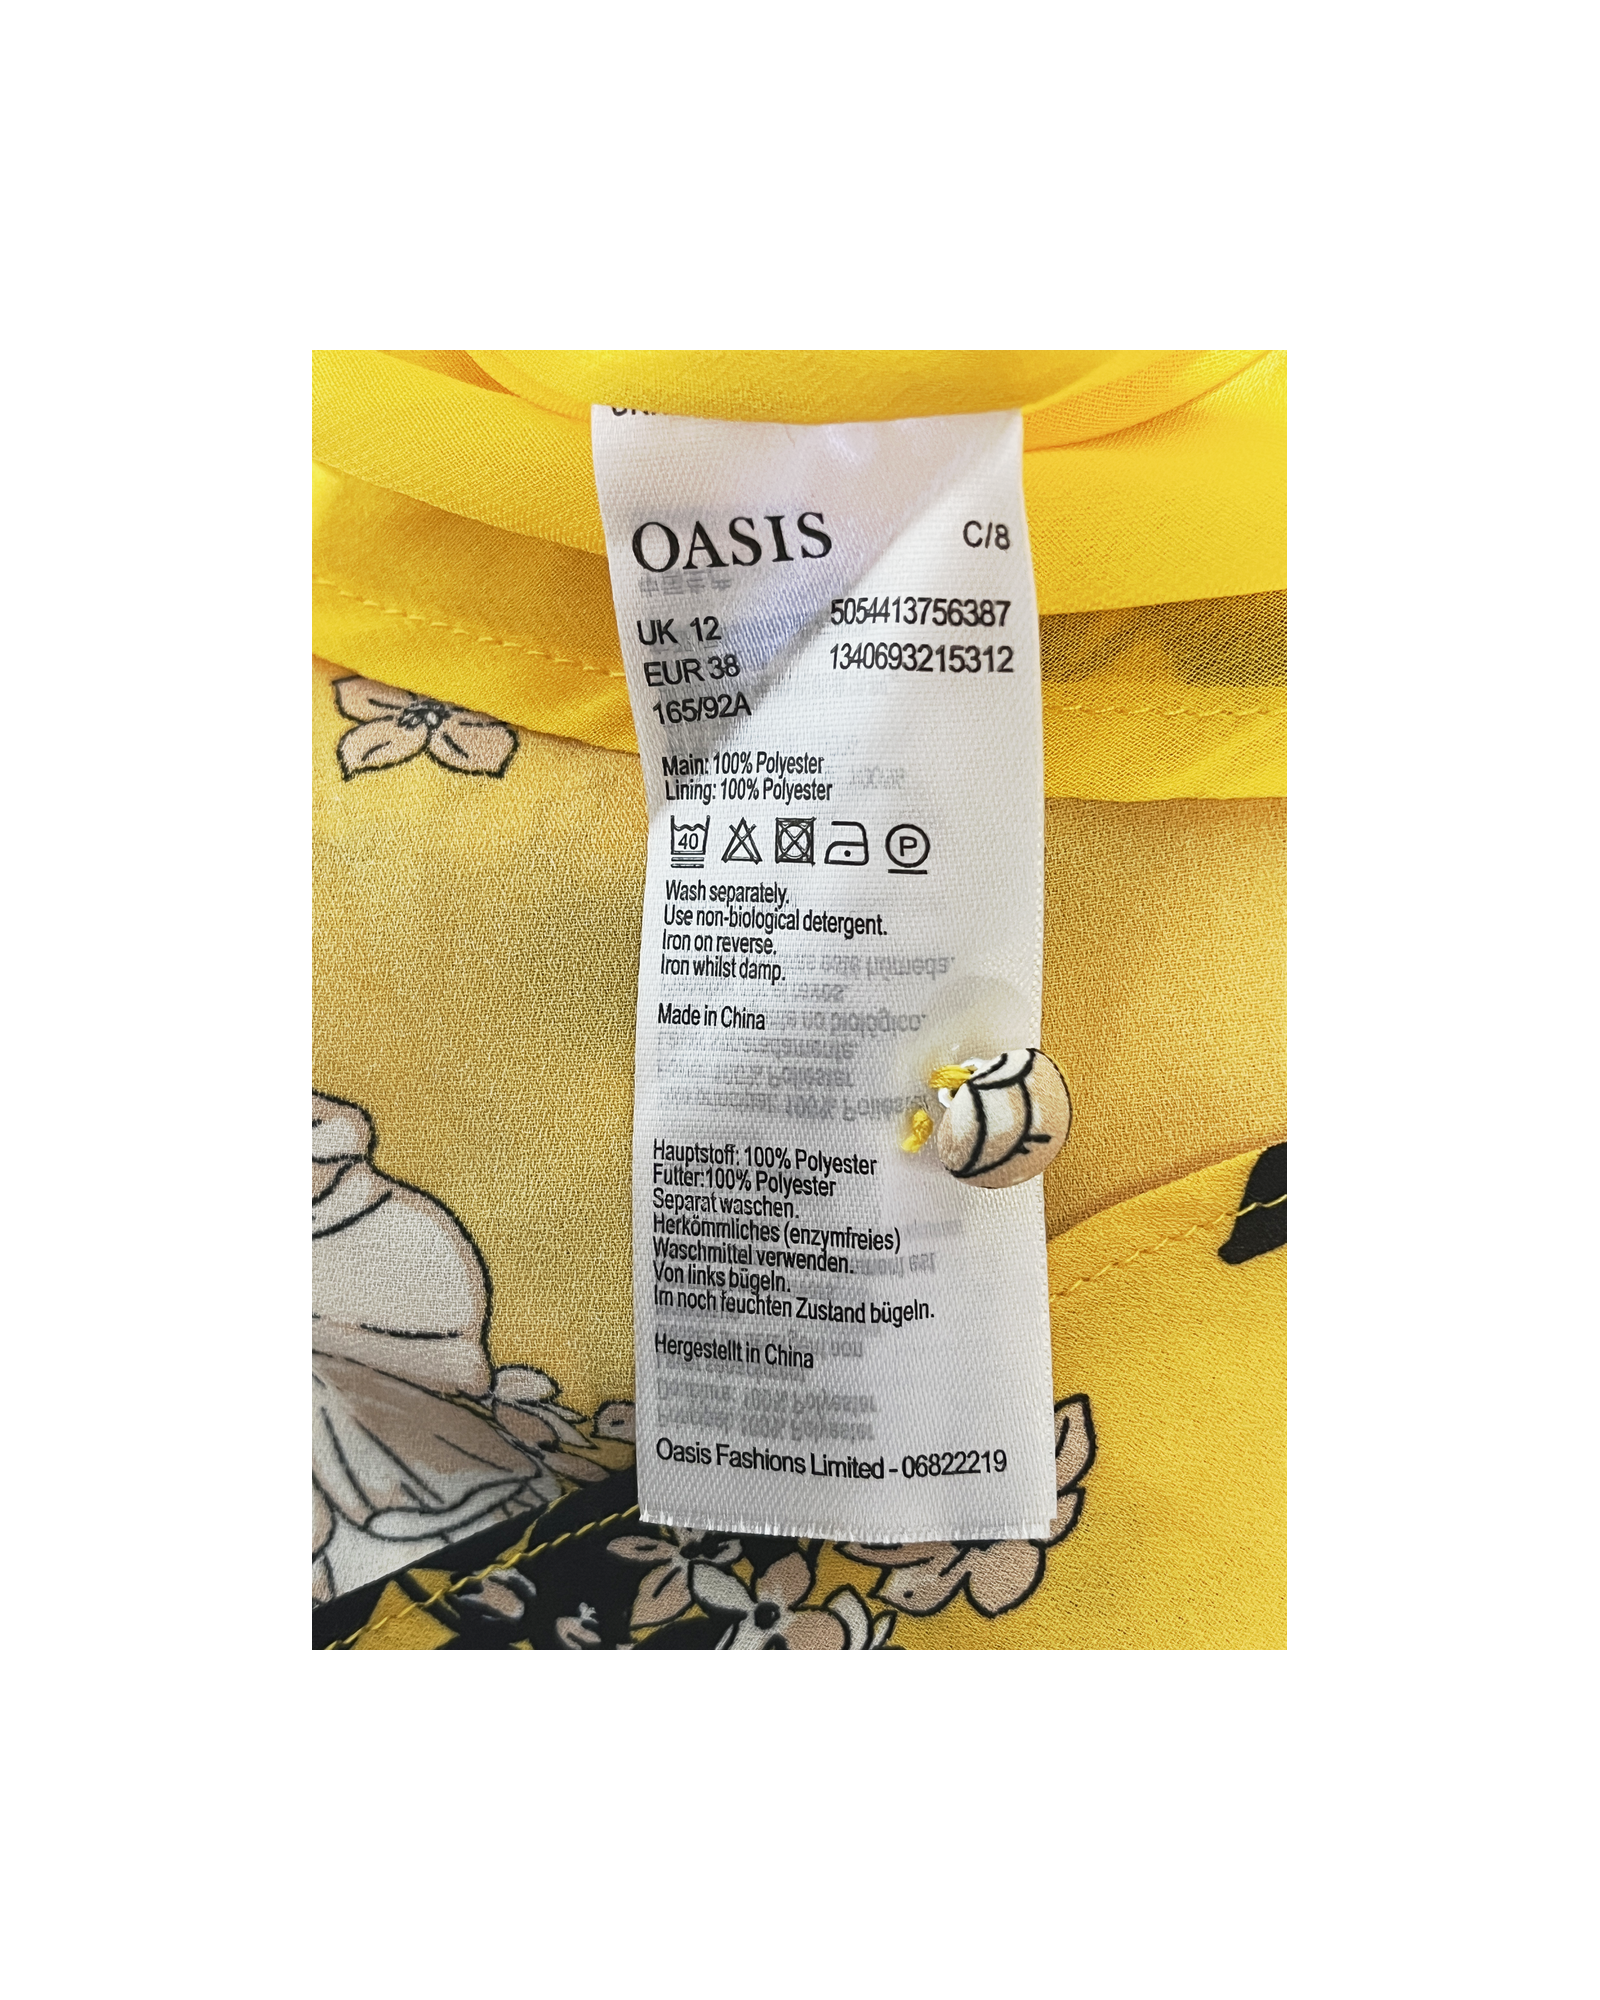 OASIS
C/8
UK 12
5054413756387
EUR 38
1340693215312
165/92A
Main: 100% Polyester
Lining: 100% Polyester
40
P
Wash separately.
Use non-biological detergent.
Iron on reverse.
Iron whilst damp.
Made in China
Hauptstoff: 100% Polyester
Futter:100% Polyester
Separat waschen.
Herkömmliches (enzymfreies)
Waschmittel verwenden.
Von links bügeln.
Im noch feuchten Zustand bügeln.
Hergestellt in China
Oasis Fashions Limited - 06822219